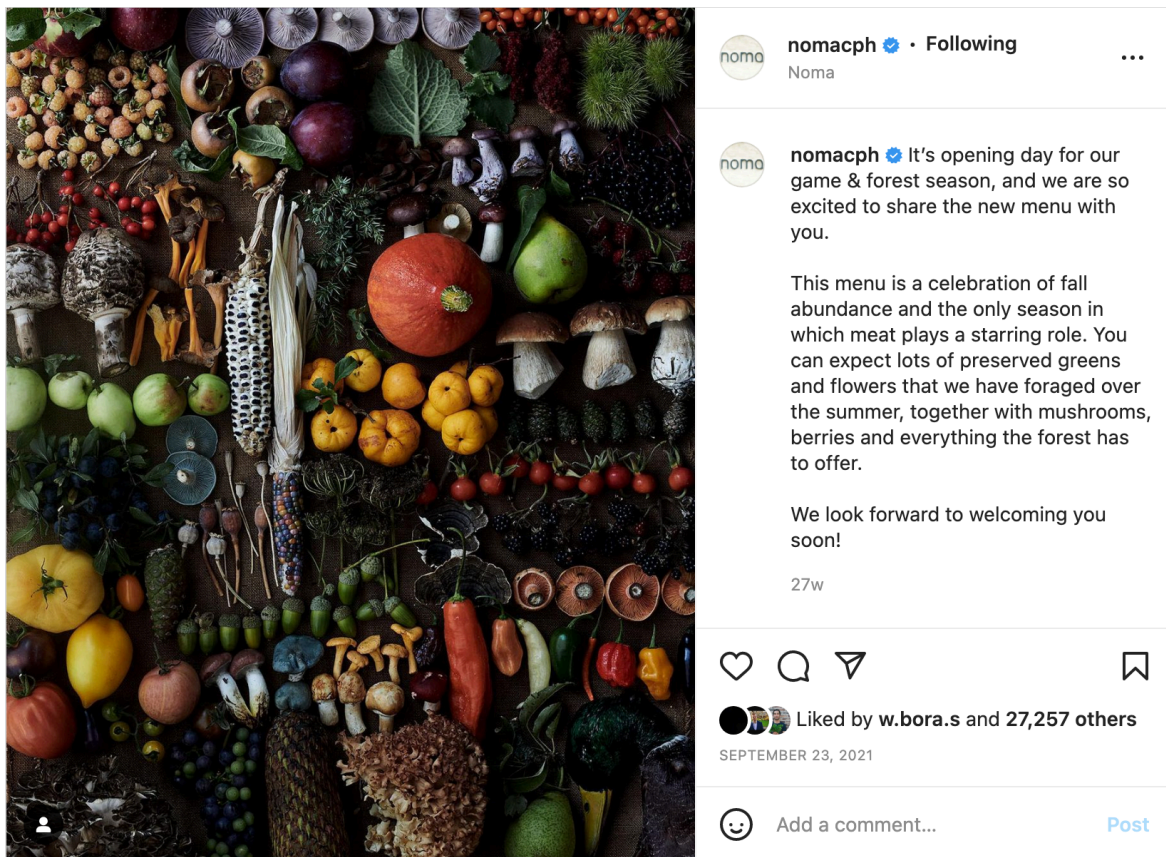 noma
nomacph • Following
Noma
noma
nomacph It’s opening day for our
game & forest season, and we are so
excited to share the new menu with
you.
This menu is a celebration of fall
abundance and the only season in
which meat plays a starring role. You
can expect lots of preserved greens
and flowers that we have foraged over
the summer, together with mushrooms,
berries and everything the forest has
to offer.
We look forward to welcoming you
soon!
27w
Liked by w.bora.s and 27,257 others
SEPTEMBER 23, 2021
Add a comment...
Post